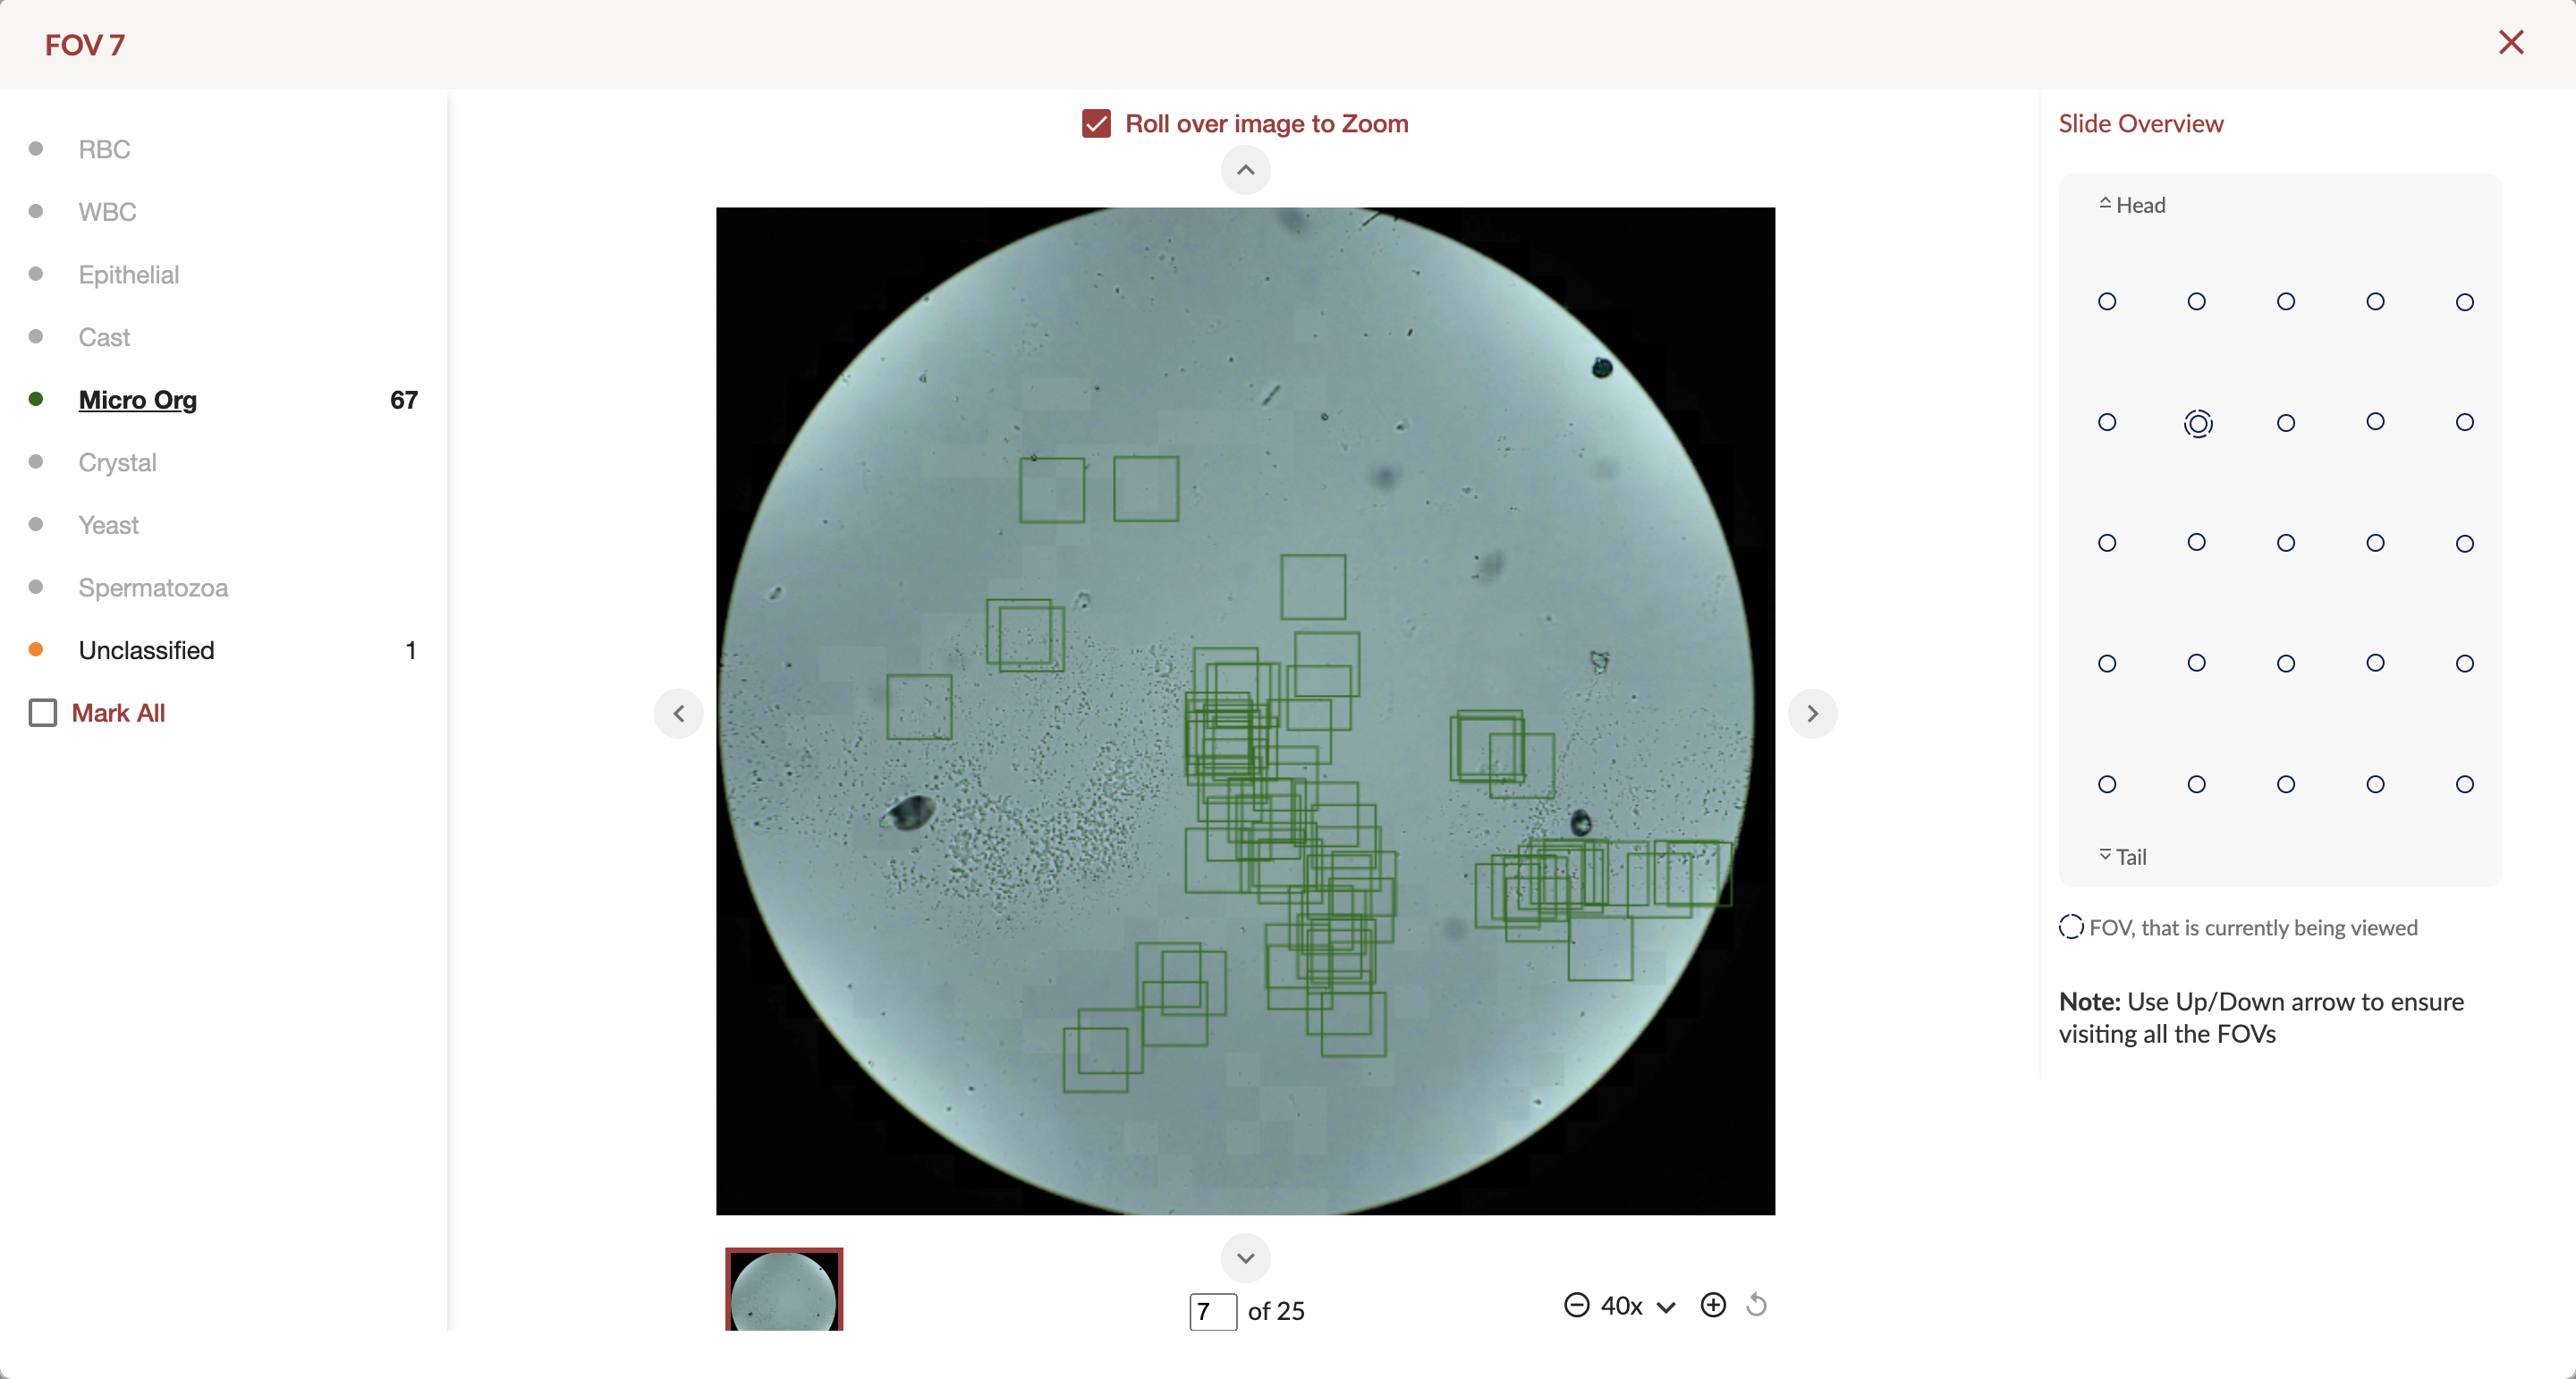 FOV 7
RBC
WBC
Epithelial
Cast
Micro Org 67
Crystal
Yeast
Spermatozoa
Unclassified 1
Mark All
Roll over image to Zoom
7 of 25
40x
Slide Overview
Head
Tail
FOV, that is currently being viewed
Note: Use Up/Down arrow to ensure
visiting all the FOVs